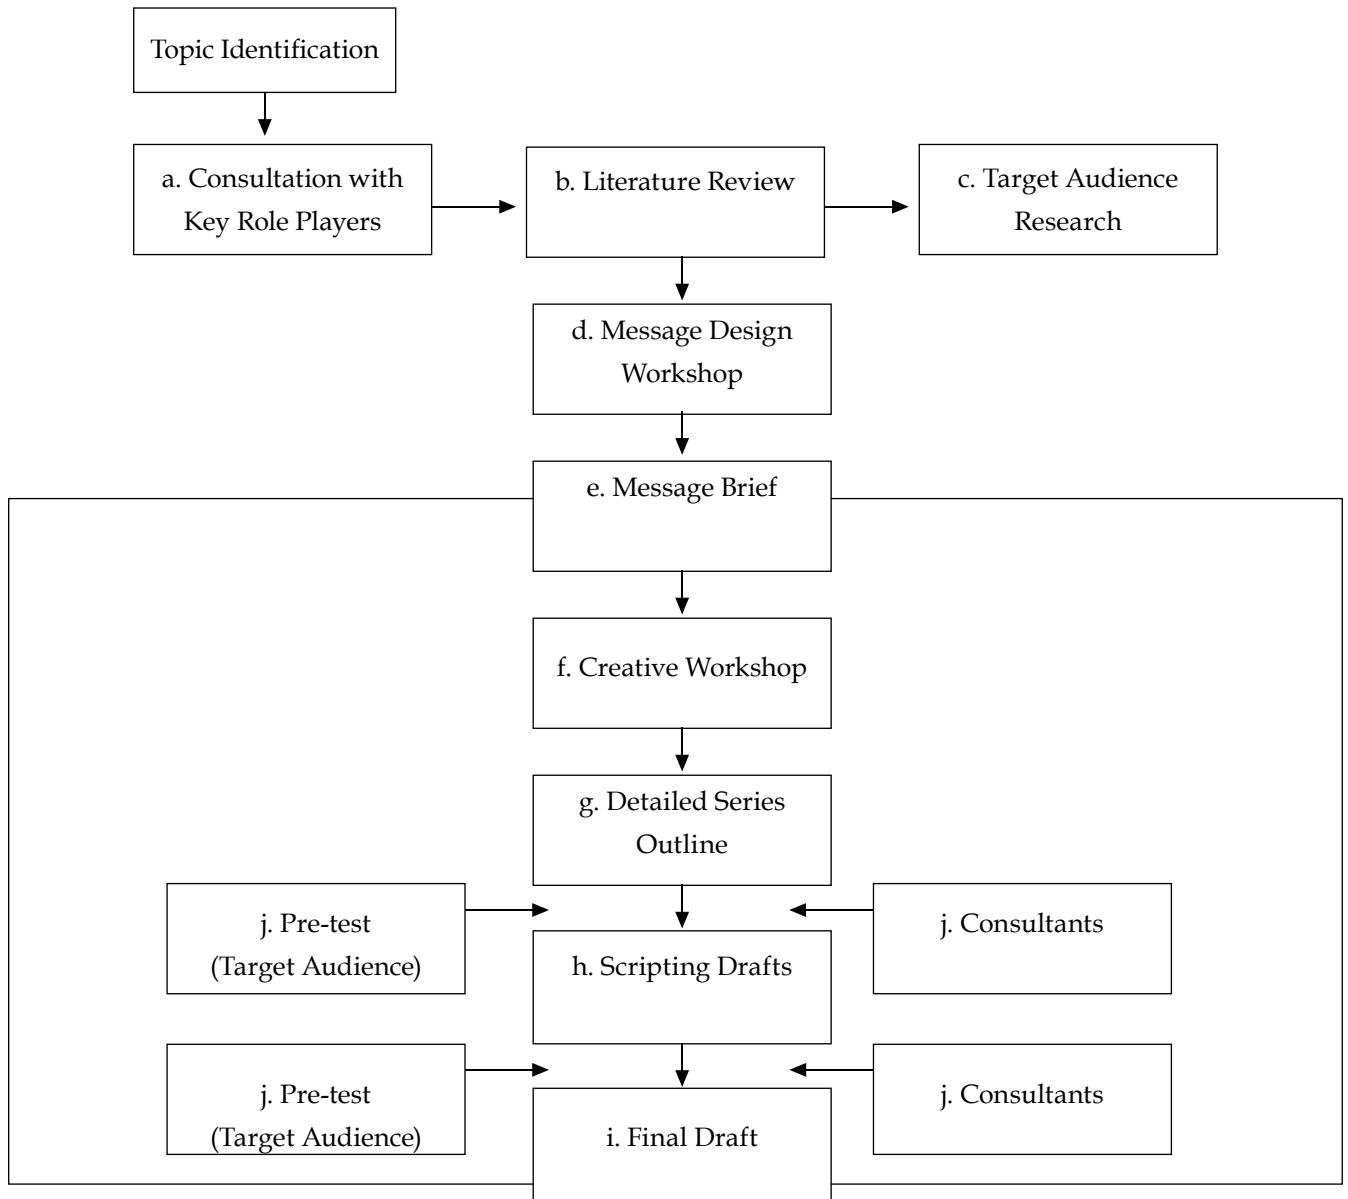 Topic Identification
a. Consultation with
Key Role Players
b. Literature Review
c. Target Audience
Research
d. Message Design
Workshop
e. Message Brief
f. Creative Workshop
g. Detailed Series
Outline
j. Pre-test
(Target Audience)
j. Consultants
h. Scripting Drafts
j. Pre-test
(Target Audience)
j. Consultants
i. Final Draft